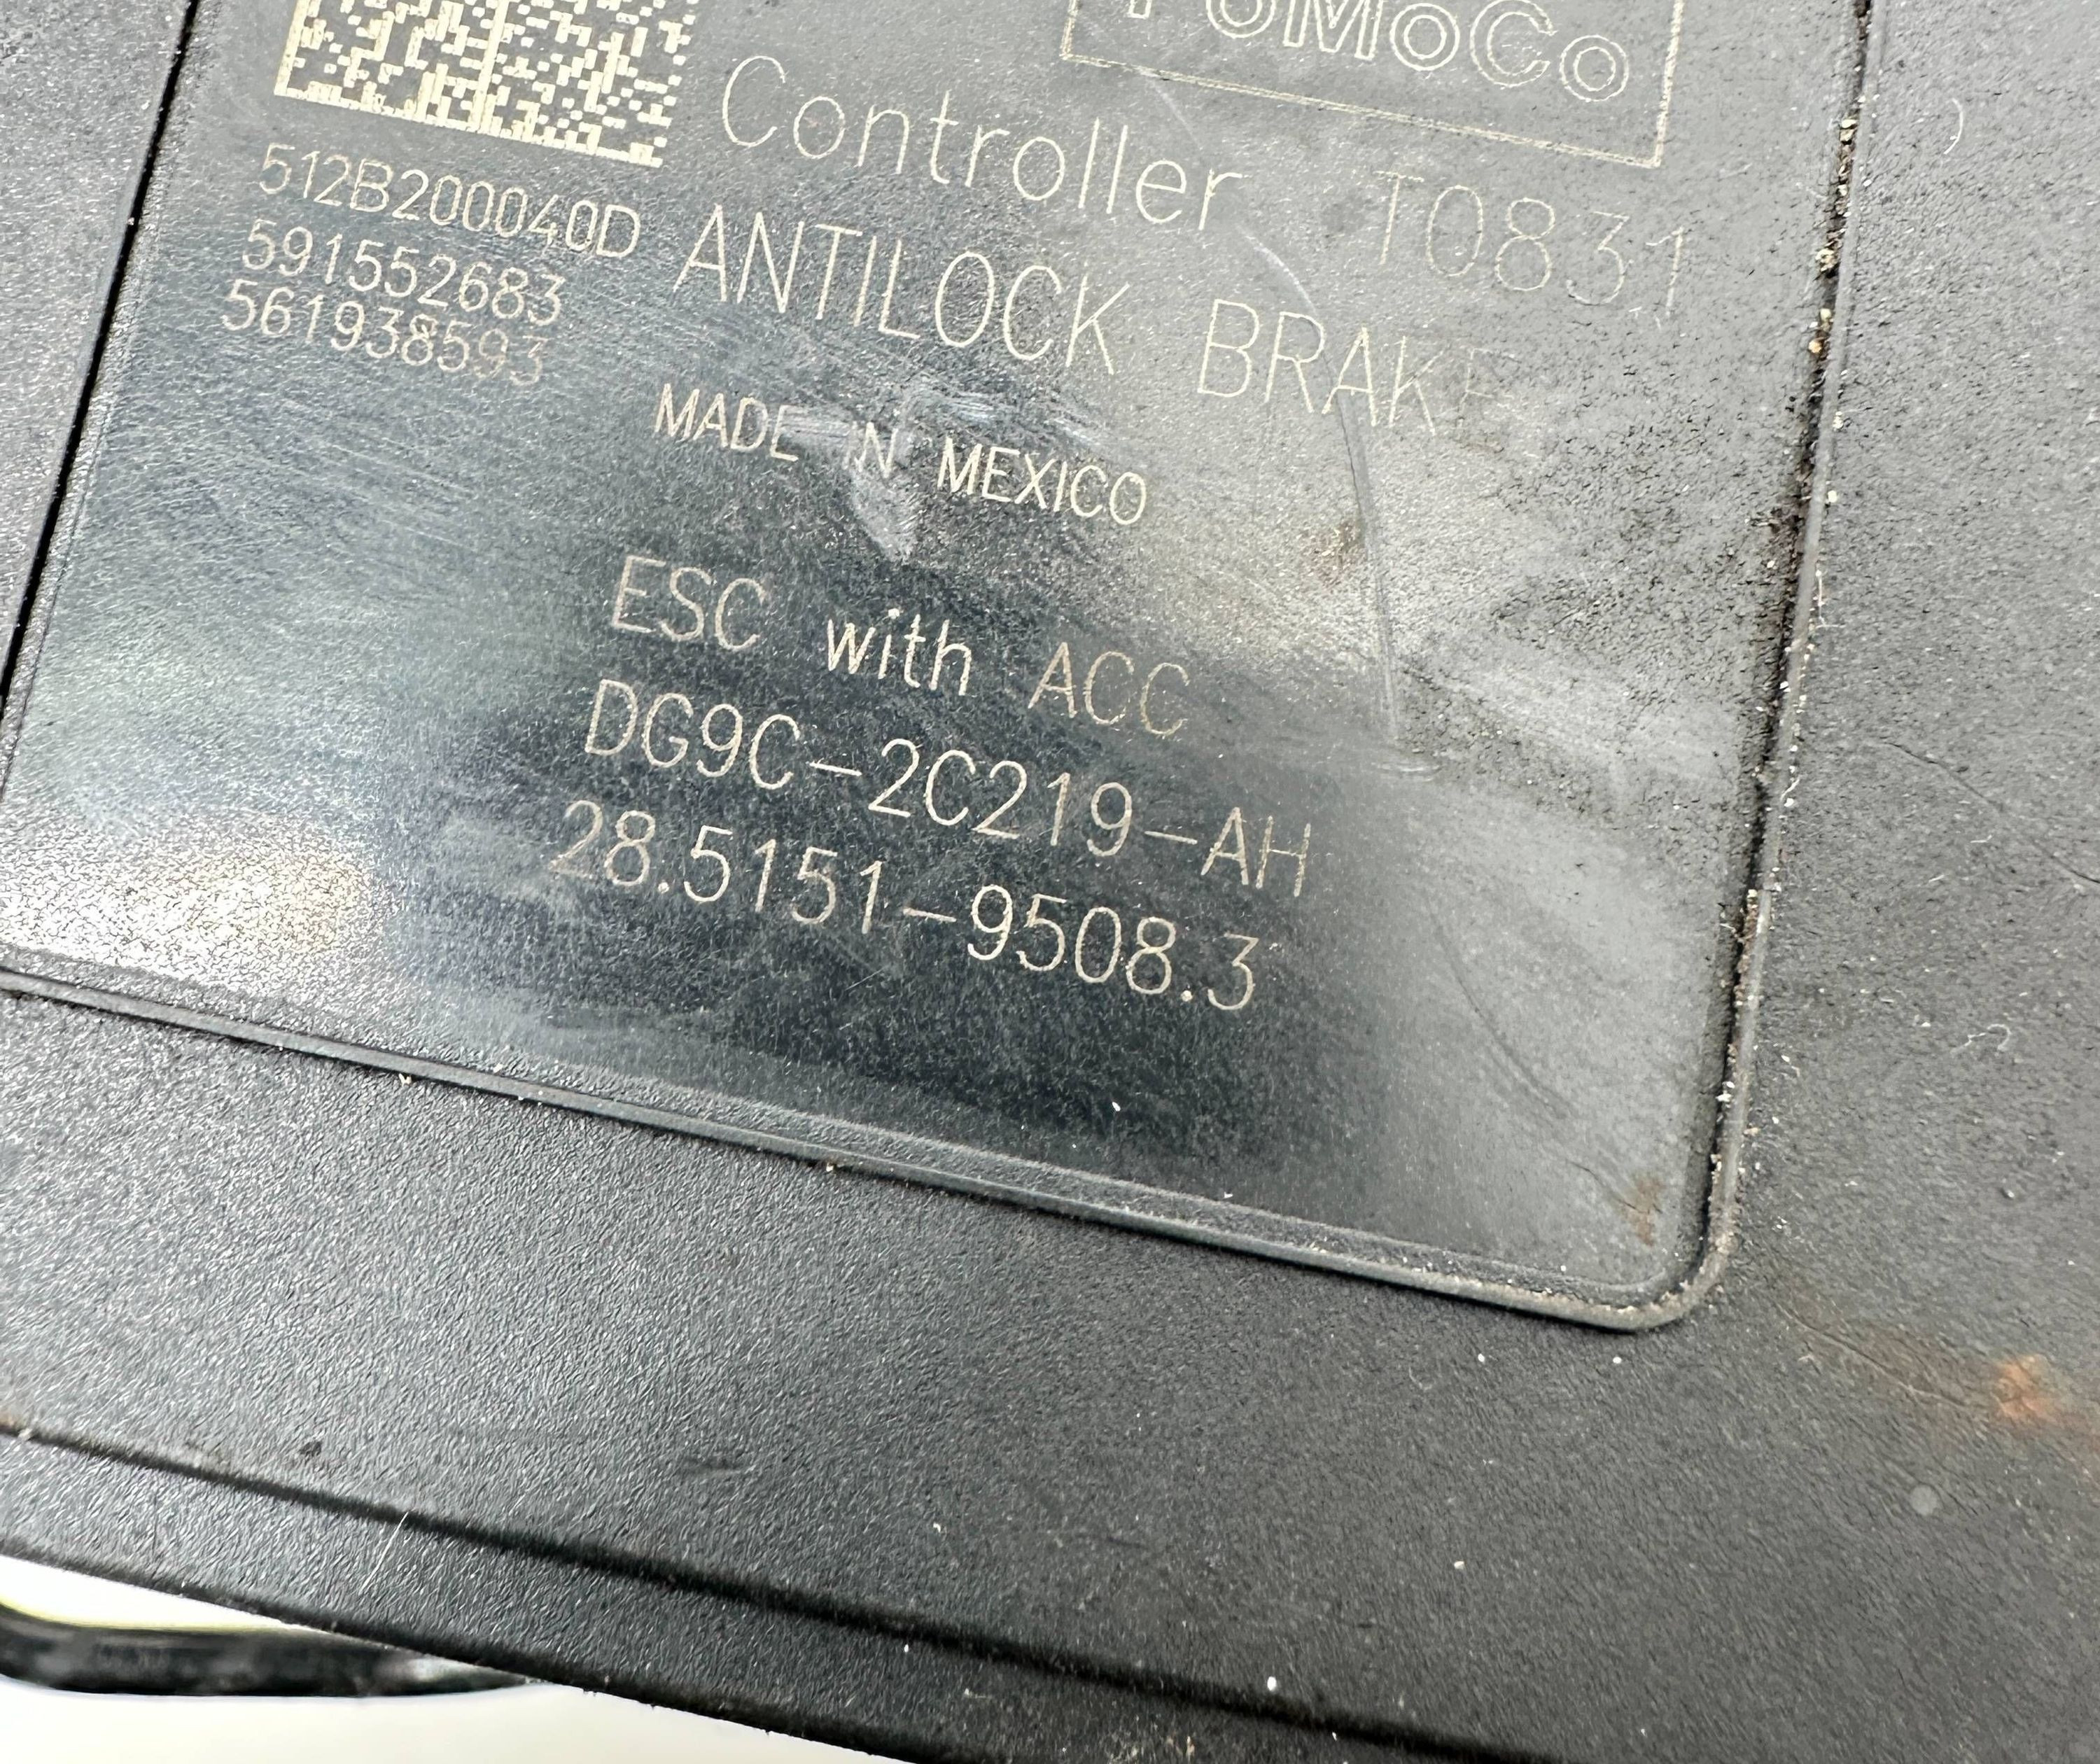 FoMoCo
Controller T0831
512B200040D
ANTILOCK BRAKE
591552683
561938593
MADE IN MEXICO
ESC with ACC
DG9C-2C219-AH
28.5151-9508.3